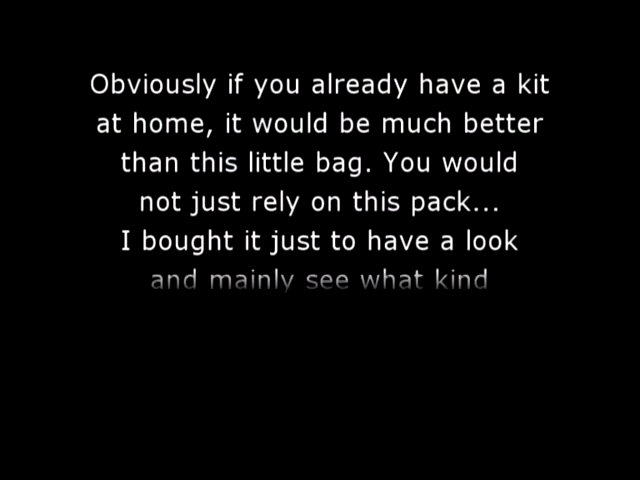 Obviously if you already have a kit
at home, it would be much better
than this little bag. You would
not just rely on this pack...
I bought it just to have a look
and mainly see what kind